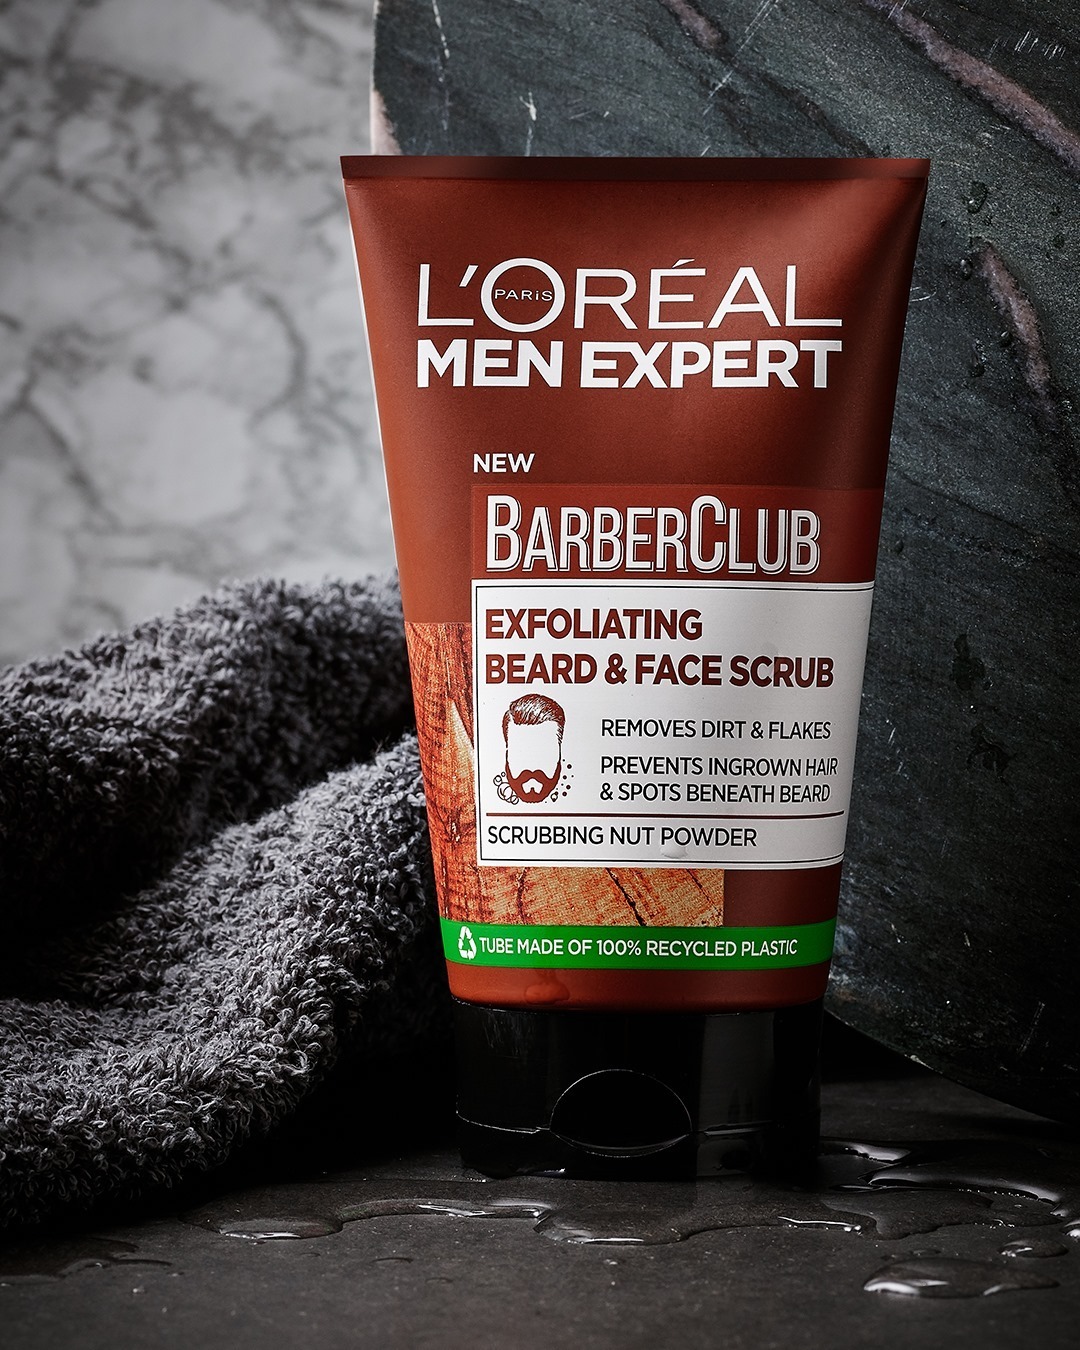 L'ORÉAL
PARiS
MEN EXPERT
NEW
BARBERCLUB
EXFOLIATING
BEARD & FACE SCRUB
REMOVES DIRT & FLAKES
PREVENTS INGROWN HAIR
& SPOTS BENEATH BEARD
SCRUBBING NUT POWDER
TUBE MADE OF 100% RECYCLED PLASTIC